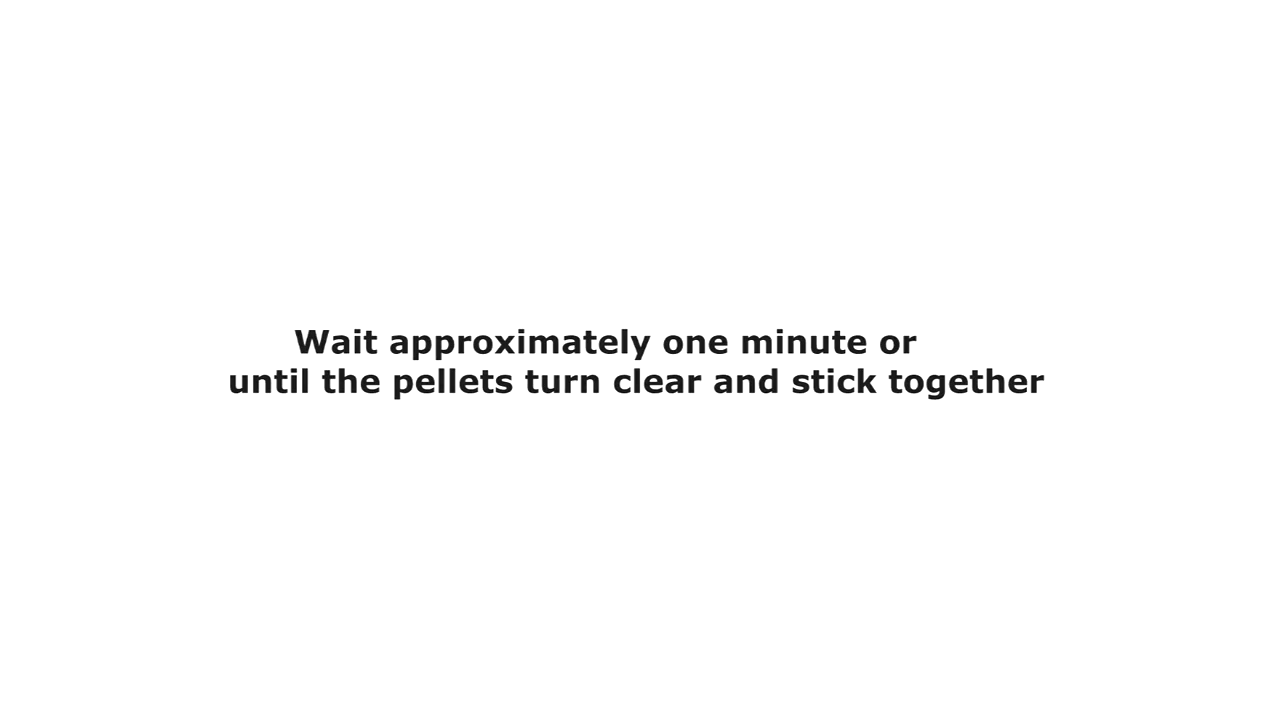 Wait approximately one minute or
until the pellets turn clear and stick together